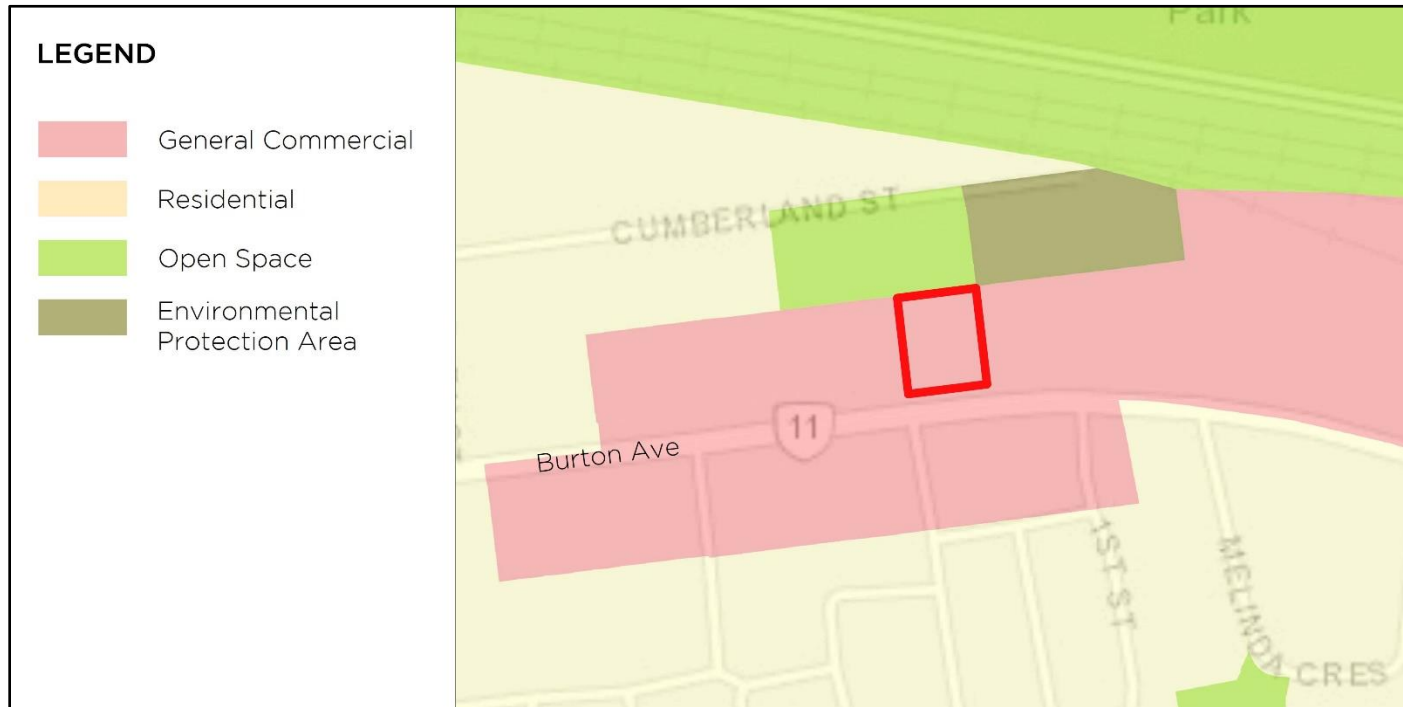 LEGEND
General Commercial
Residential
Open Space
Environmental
Protection Area
Park
CUMBERLAND ST
11
Burton Ave
1ST ST
MELINDA CRES